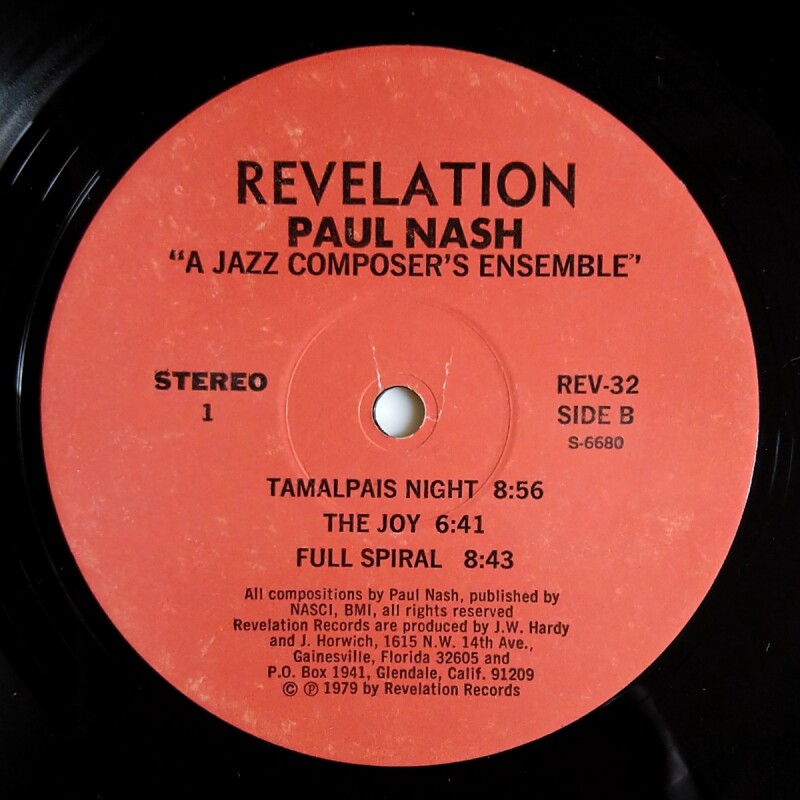 REVELATION
PAUL NASH
"A JAZZ COMPOSER'S ENSEMBLE"
STEREO
1
REV-32
SIDE B
S-6680
TAMALPAIS NIGHT 8:56
THE JOY 6:41
FULL SPIRAL 8:43
All compositions by Paul Nash, published by
NASCI, BMI, all rights reserved
Revelation Records are produced by J.W. Hardy
and J. Horwich, 1615 N.W. 14th Ave.,
Gainesville, Florida 32605 and
P.O. Box 1941, Glendale, Calif. 91209
© ℗ 1979 by Revelation Records